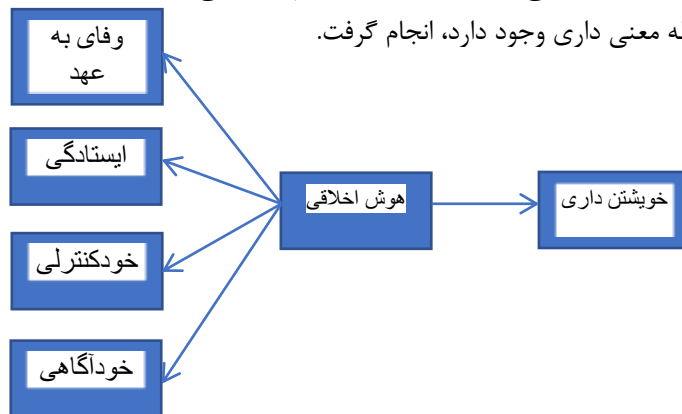 معنی داری وجود دارد، انجام گرفت.
وفای به
عهد
ایستادگی
هوش اخلاقی
خویشتن داری
خودکنترلی
خودآگاهی